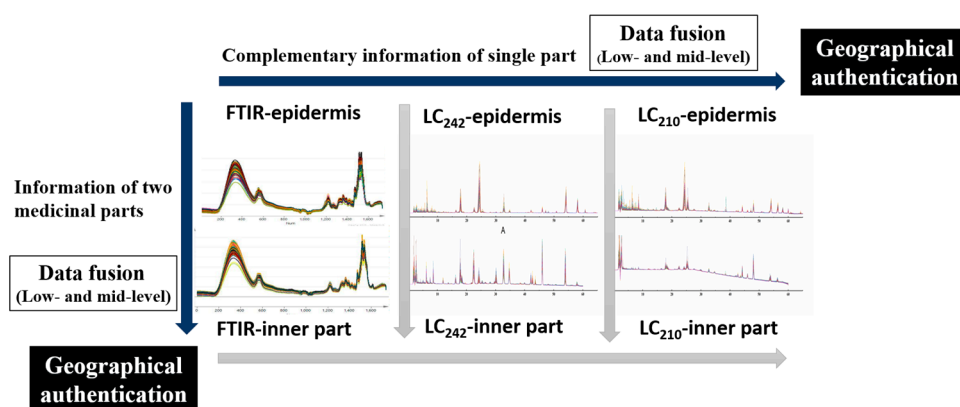 Data fusion
(Low- and mid-level)
Complementary information of single part
Geographical
authentication
FTIR-epidermis
LC242-epidermis
LC210-epidermis
Information of two
medicinal parts
A
Data fusion
(Low- and mid-level)
FTIR-inner part
LC242-inner part
LC210-inner part
Geographical
authentication